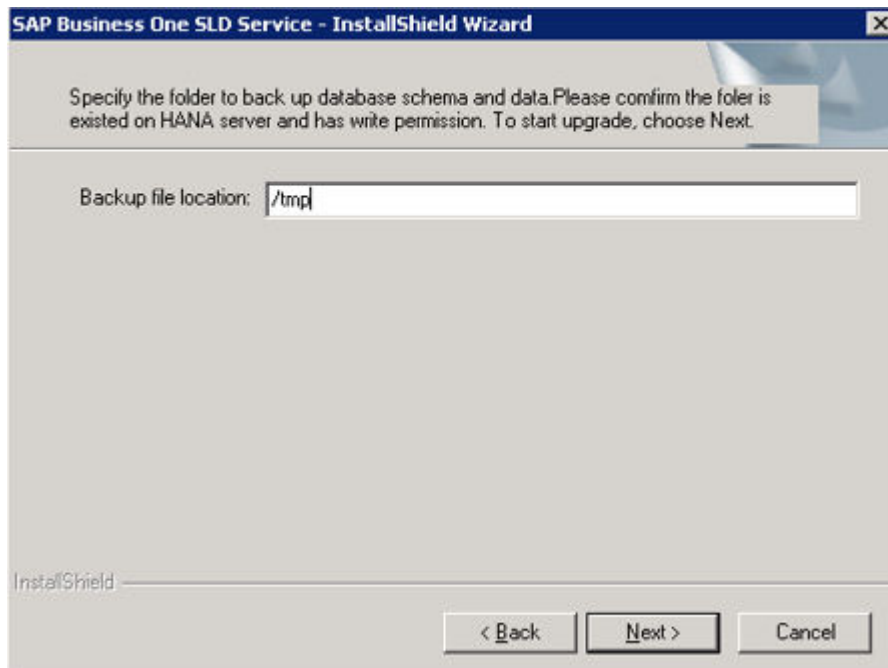 SAP Business One SLD Service - InstallShield Wizard
Specify the folder to back up database schema and data.Please comfirm the foler is
existed on HANA server and has write permission. To start upgrade, choose Next.
Backup file location: /tmp
InstallShield
< Back Next > Cancel